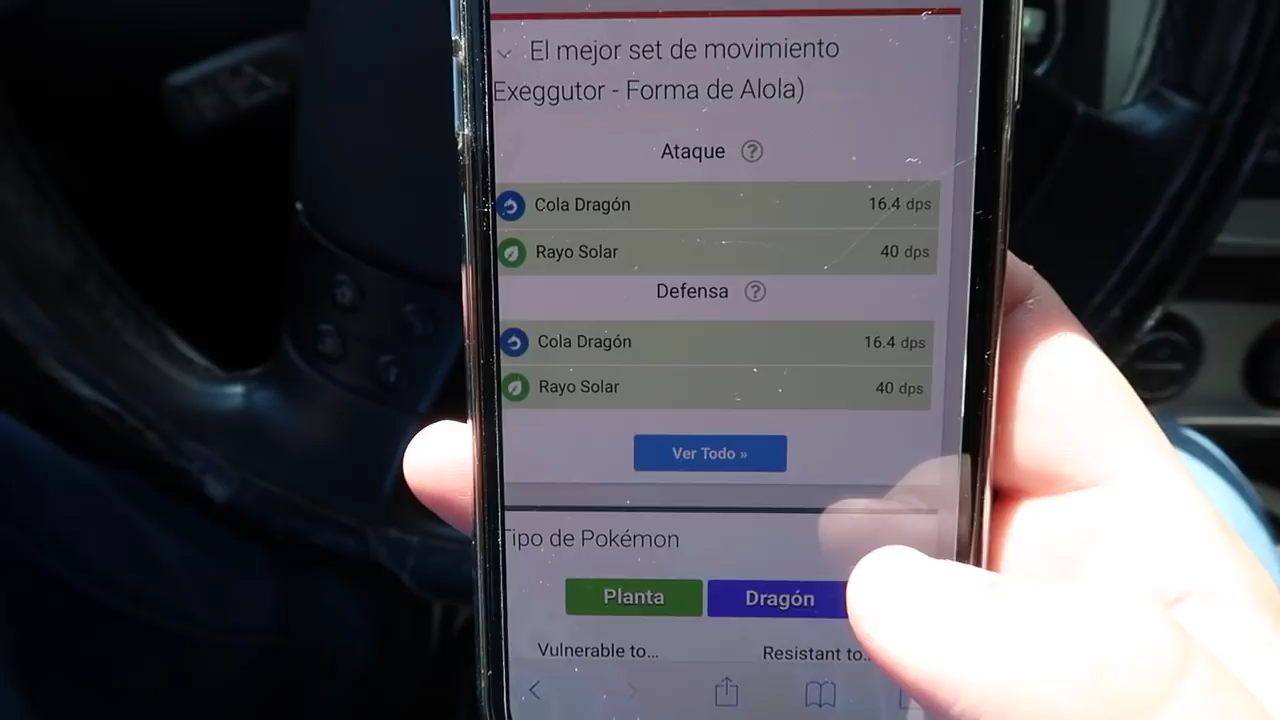 El mejor set de movimiento
Exeggutor - Forma de Alola)
Ataque ?
Cola Dragón 16.4 dps
Rayo Solar 40 dps
Defensa ?
Cola Dragón 16.4 dps
Rayo Solar 40 dps
Ver Todo »
Tipo de Pokémon
Planta Dragón
Vulnerable to... Resistant to...